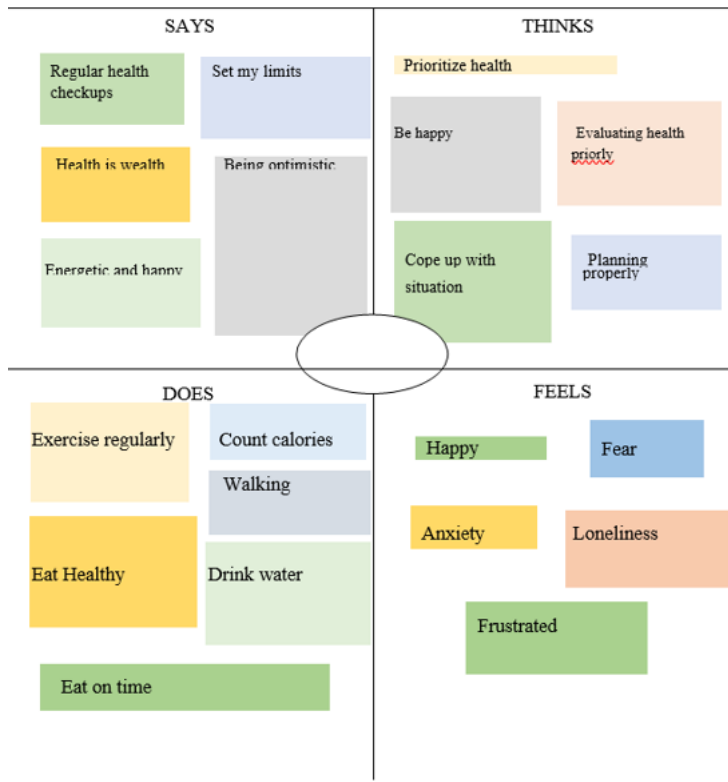 SAYS
Regular health
checkups
Set my limits
Health is wealth
Being optimistic
Energetic and happy
THINKS
Prioritize health
Be happy
Evaluating health
priorly
Cope up with
situation
Planning
properly
DOES
Exercise regularly
Count calories
Walking
Eat Healthy
Drink water
Eat on time
FEELS
Happy
Fear
Anxiety
Loneliness
Frustrated